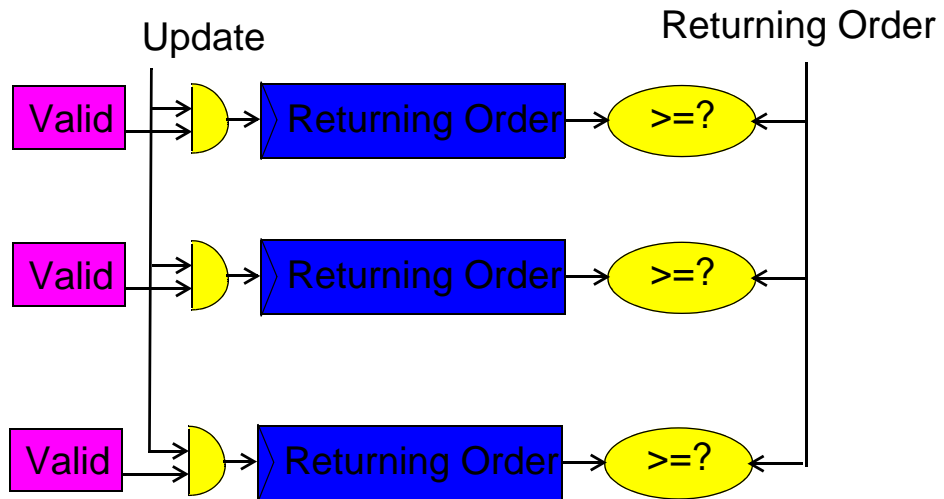 Update
Returning Order
Valid
Returning Order
>=?
Valid
Returning Order
>=?
Valid
Returning Order
>=?